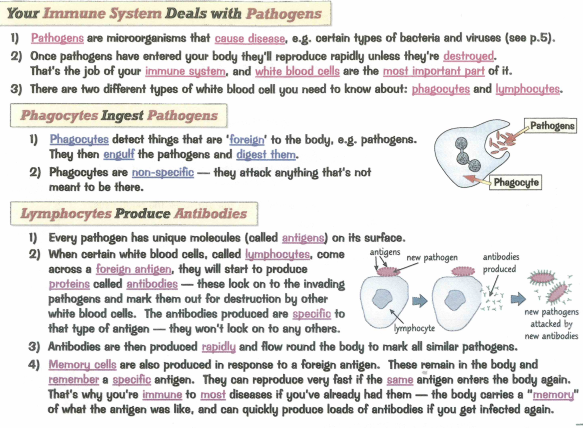 Your Immune System Deals with Pathogens
1) Pathogens are microorganisms that cause disease, e.g. certain types of bacteria and viruses (see p.5).
2) Once pathogens have entered your body they'll reproduce rapidly unless they're destroyed.
That's the job of your immune system, and white blood cells are the most important part of it.
3) There are two different types of white blood cell you need to know about: phagocytes and lymphocytes.
Phagocytes Ingest Pathogens
1) Phagocytes detect things that are 'foreign' to the body, e.g. pathogens.
They then engulf the pathogens and digest them.
2) Phagocytes are non-specific — they attack anything that's not
meant to be there.
Pathogens
Phagocyte
Lymphocytes Produce Antibodies
1) Every pathogen has unique molecules (called antigens) on its surface.
2) When certain white blood cells, called lymphocytes, come
across a foreign antigen, they will start to produce
proteins called antibodies — these lock on to the invading
pathogens and mark them out for destruction by other
white blood cells. The antibodies produced are specific to
that type of antigen — they won't lock on to any others.
antigens
new pathogen
antibodies
produced
lymphocyte
new pathogens
attacked by
new antibodies
3) Antibodies are then produced rapidly and flow round the body to mark all similar pathogens.
4) Memory cells are also produced in response to a foreign antigen. These remain in the body and
remember a specific antigen. They can reproduce very fast if the same antigen enters the body again.
That's why you're immune to most diseases if you've already had them — the body carries a "memory"
of what the antigen was like, and can quickly produce loads of antibodies if you get infected again.